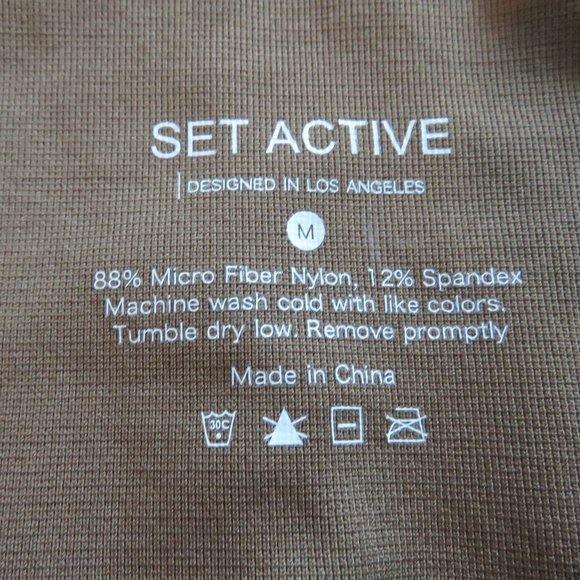 SET ACTIVE
DESIGNED IN LOS ANGELES
M
88% Micro Fiber Nylon, 12% Spandex
Machine wash cold with like colors.
Tumble dry low. Remove promptly
Made in China
30C